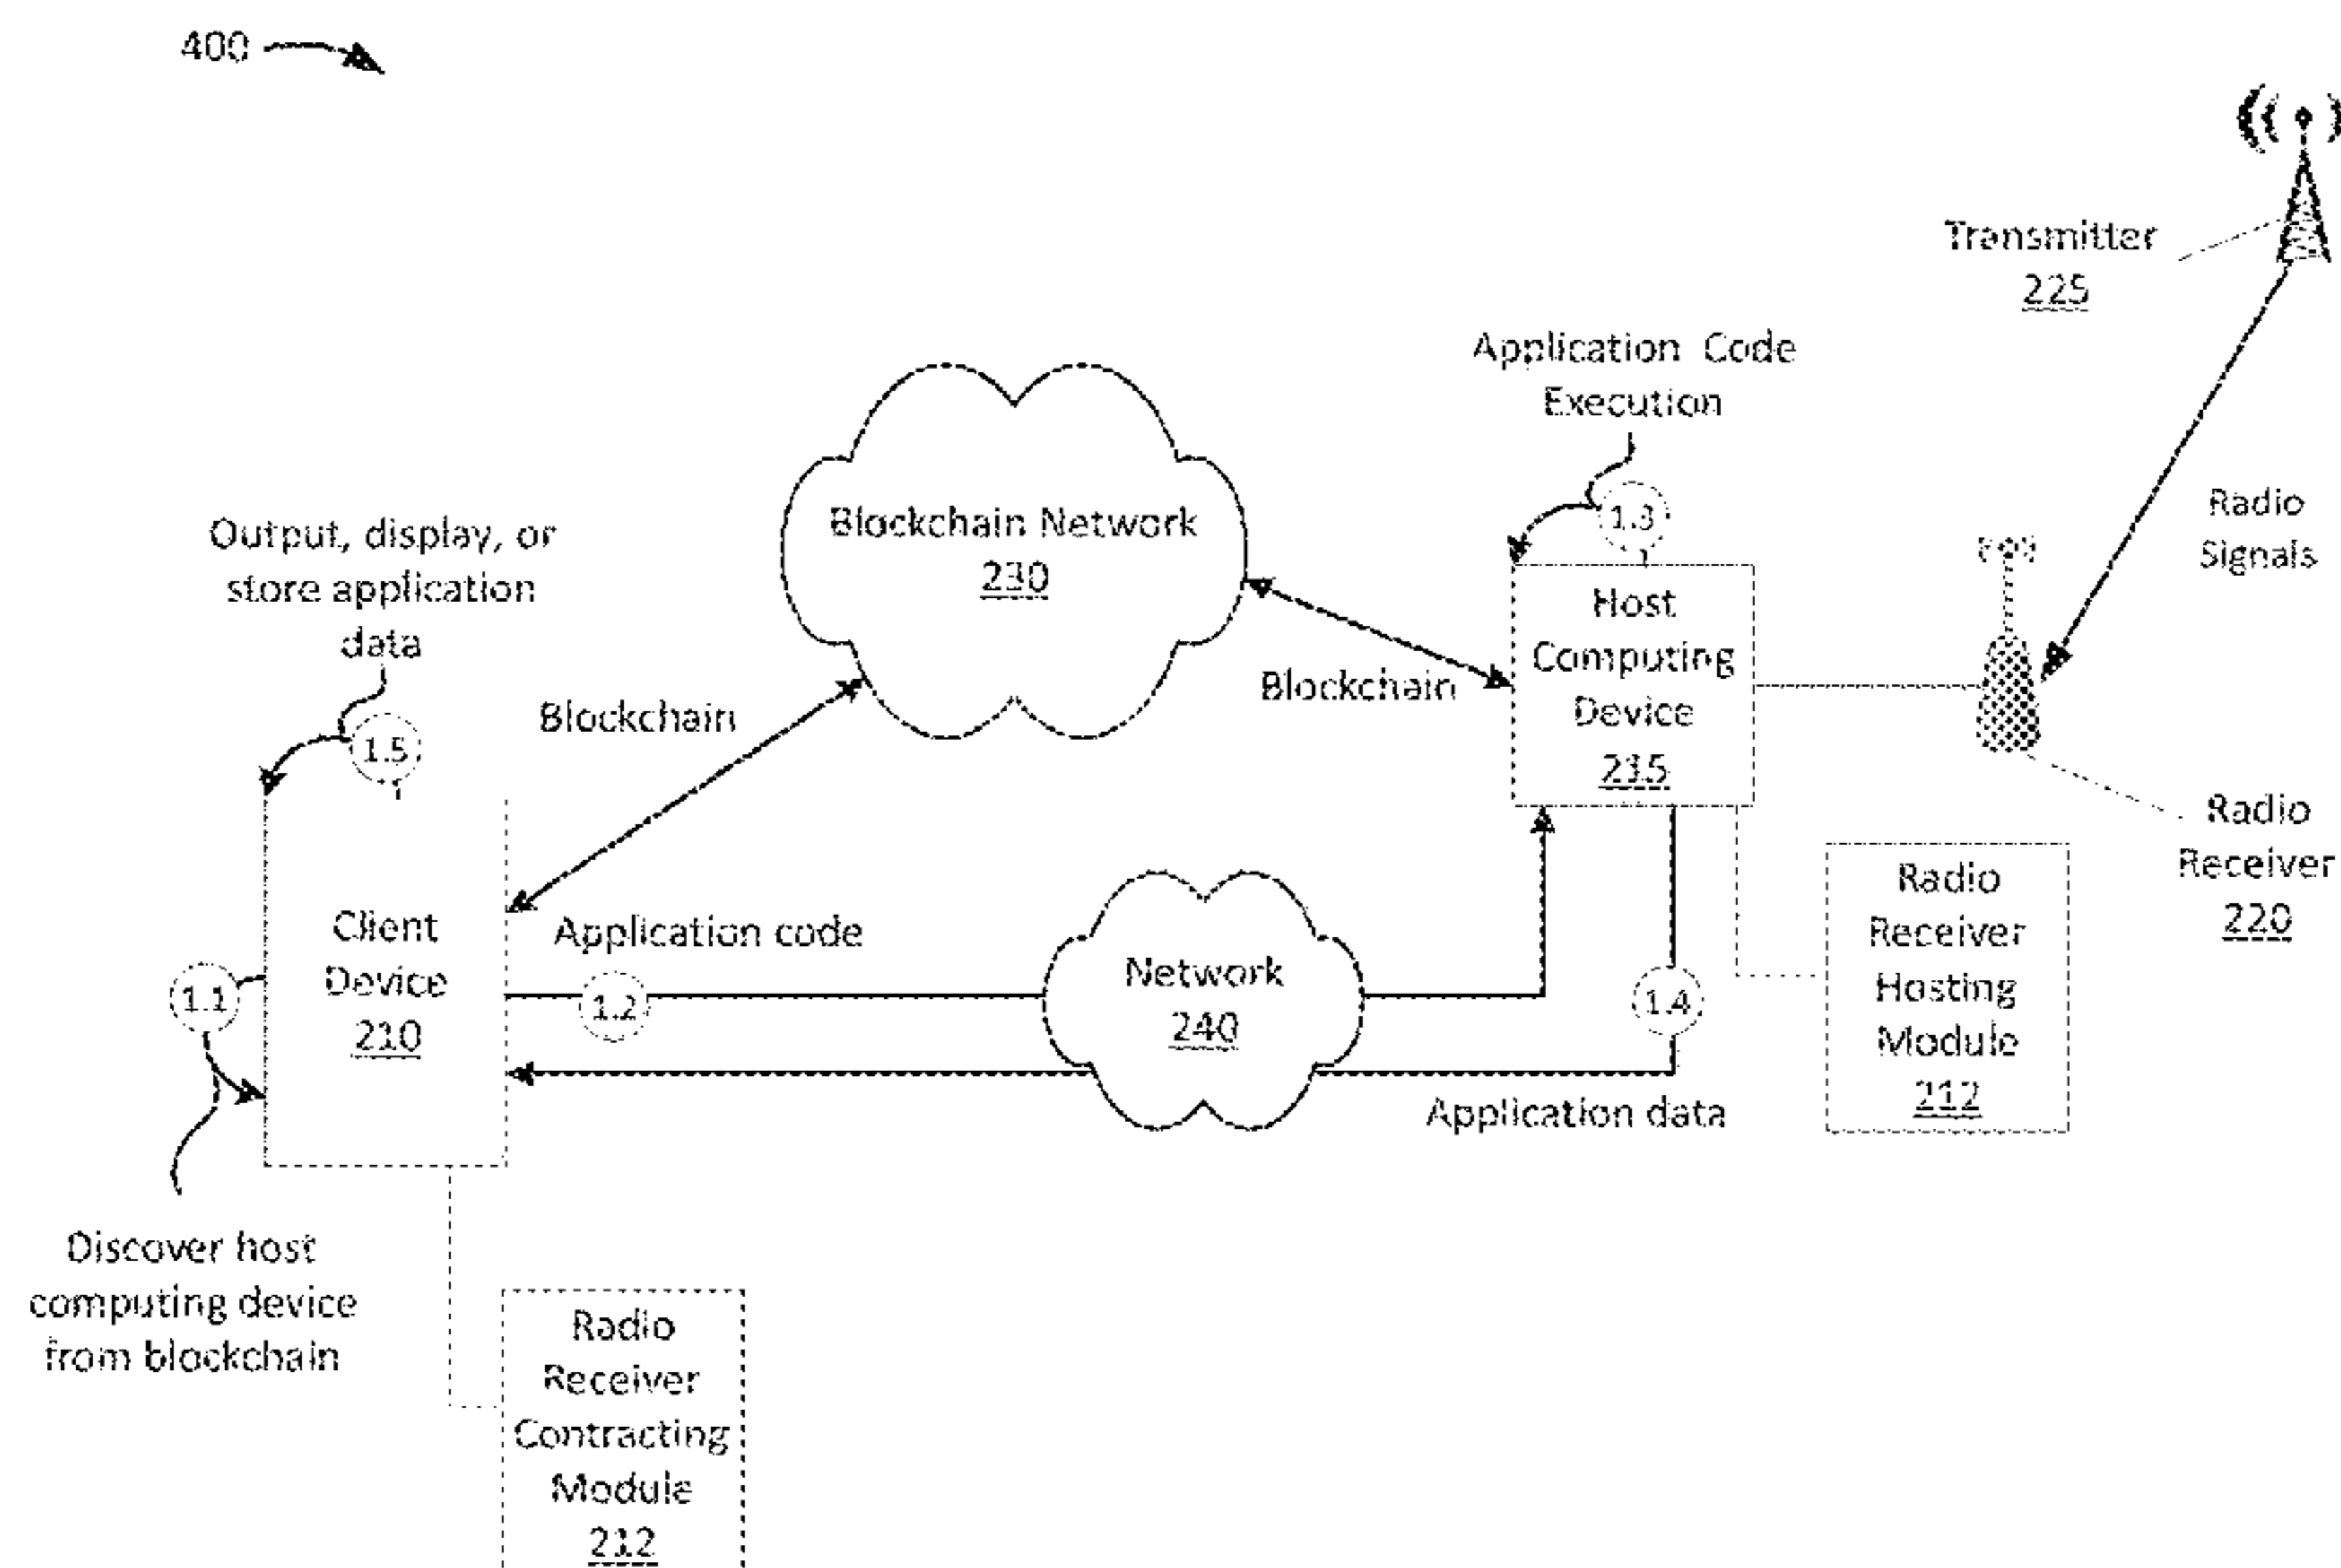 400
Transmitter
225
Application Code
Execution
Radio
Signals
1.3
Blockchain Network
230
Output, display, or
store application
data
1.5
Blockchain
Blockchain
Host
Computing
Device
215
Radio
Receiver
220
Client
Device
210
1.1
Application code
1.2
Network
240
1.4
Application data
Radio
Receiver
Hosting
Module
212
Discover host
computing device
from blockchain
Radio
Receiver
Contracting
Module
212